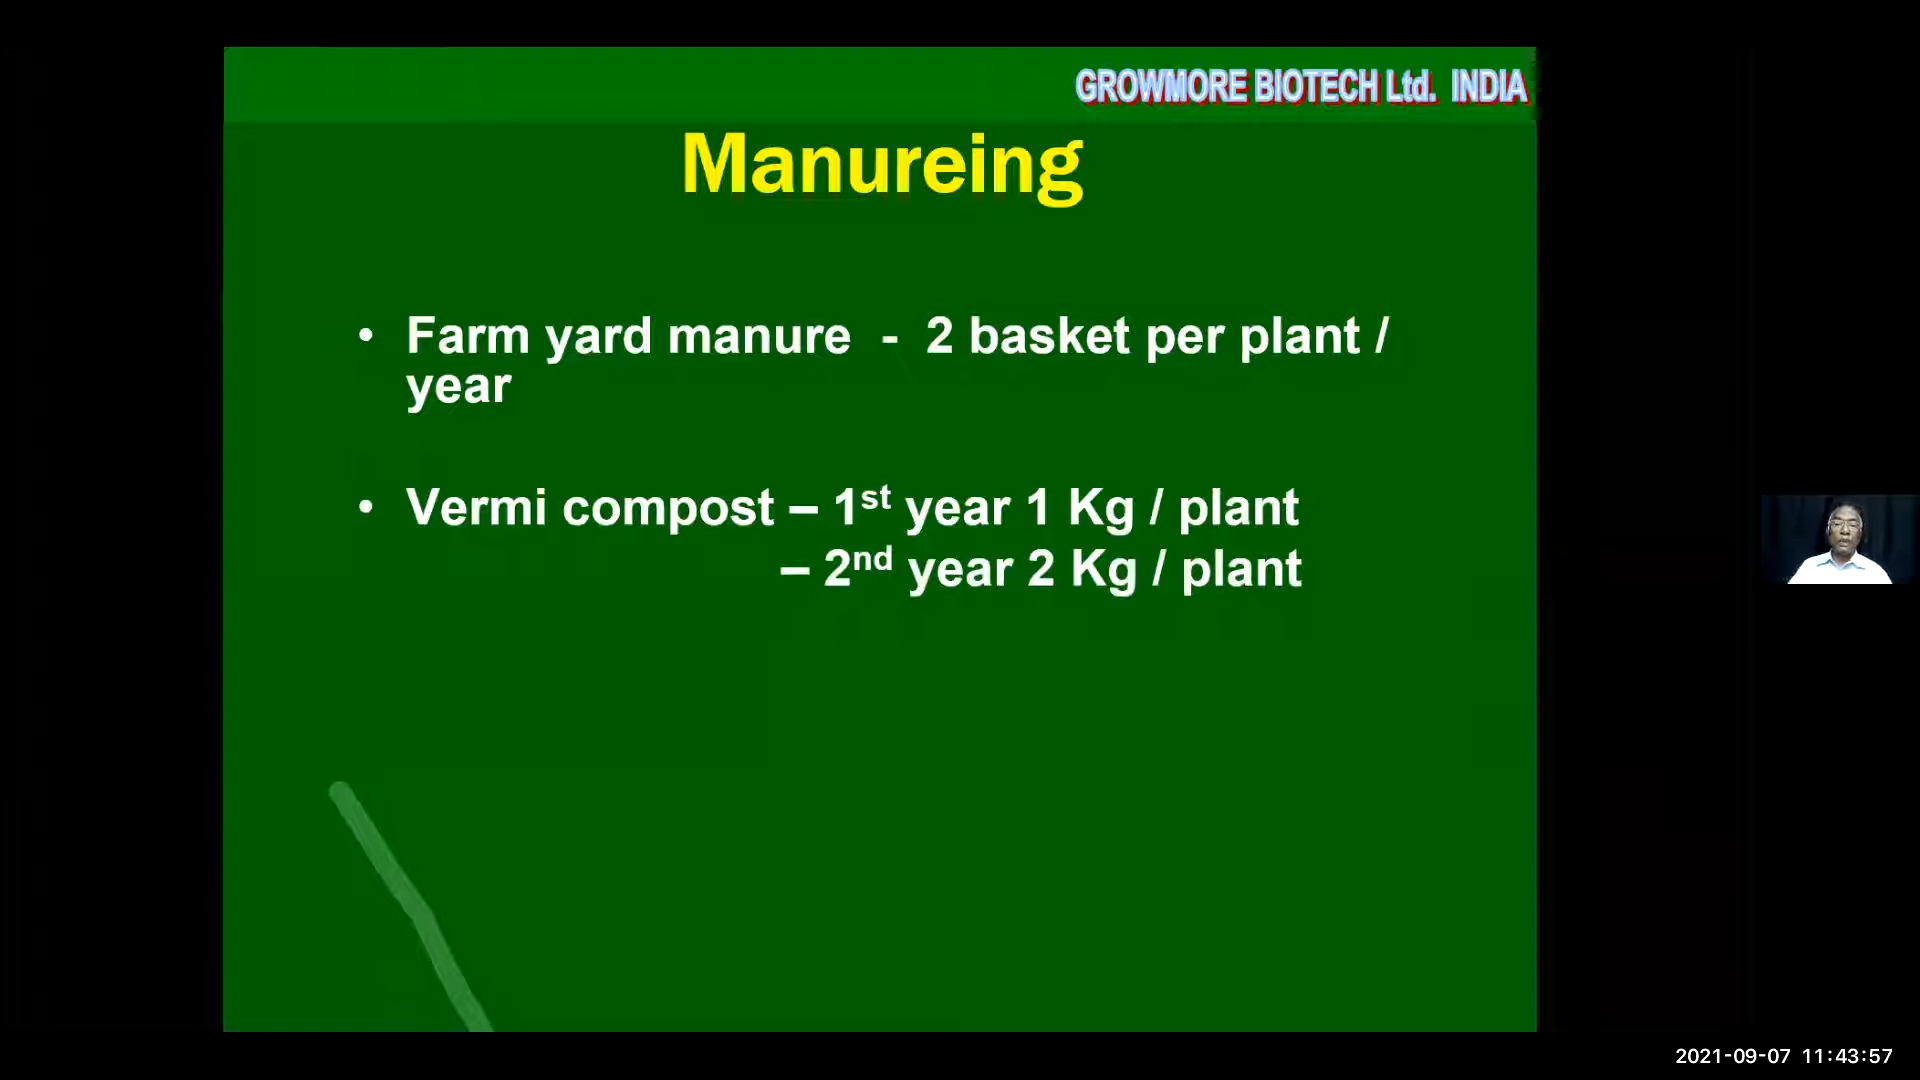 GROWMORE BIOTECH Ltd. INDIA
Manureing
• Farm yard manure - 2 basket per plant /
year
• Vermi compost – 1st year 1 Kg / plant
– 2nd year 2 Kg / plant
2021-09-07 11:43:57